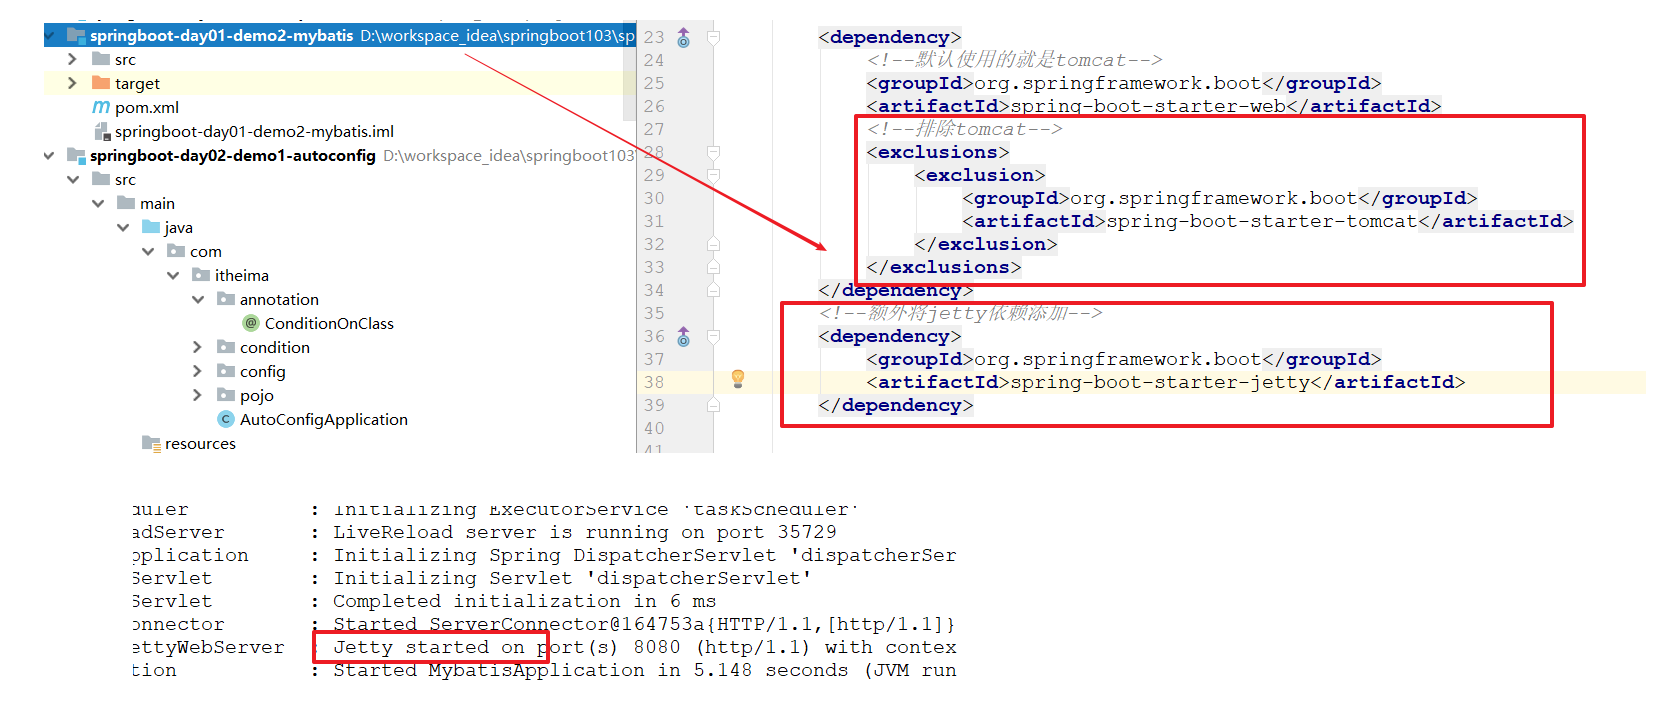 springboot-day01-demo2-mybatis D:\workspace_idea\springboot103\sp
src
target
pom.xml
springboot-day01-demo2-mybatis.iml
springboot-day02-demo1-autoconfig D:\workspace_idea\springboot103\
src
main
java
com
itheima
annotation
ConditionOnClass
condition
config
pojo
AutoConfigApplication
resources
23 <dependency>
24 <!--默认使用的就是tomcat-->
25 <groupId>org.springframework.boot</groupId>
26 <artifactId>spring-boot-starter-web</artifactId>
27 <!--排除tomcat-->
28 <exclusions>
29 <exclusion>
30 <groupId>org.springframework.boot</groupId>
31 <artifactId>spring-boot-starter-tomcat</artifactId>
32 </exclusion>
33 </exclusions>
34 </dependency>
35 <!--额外将jetty依赖添加-->
36 <dependency>
37 <groupId>org.springframework.boot</groupId>
38 <artifactId>spring-boot-starter-jetty</artifactId>
39 </dependency>
40
41
duler : Initializing ExecutorService 'taskScheduler'
adServer : LiveReload server is running on port 35729
pplication : Initializing Spring DispatcherServlet 'dispatcherSer
Servlet : Initializing Servlet 'dispatcherServlet'
Servlet : Completed initialization in 6 ms
onnector : Started ServerConnector@164753a{HTTP/1.1,[http/1.1]}
ettyWebServer : Jetty started on port(s) 8080 (http/1.1) with contex
tion : Started MybatisApplication in 5.148 seconds (JVM run